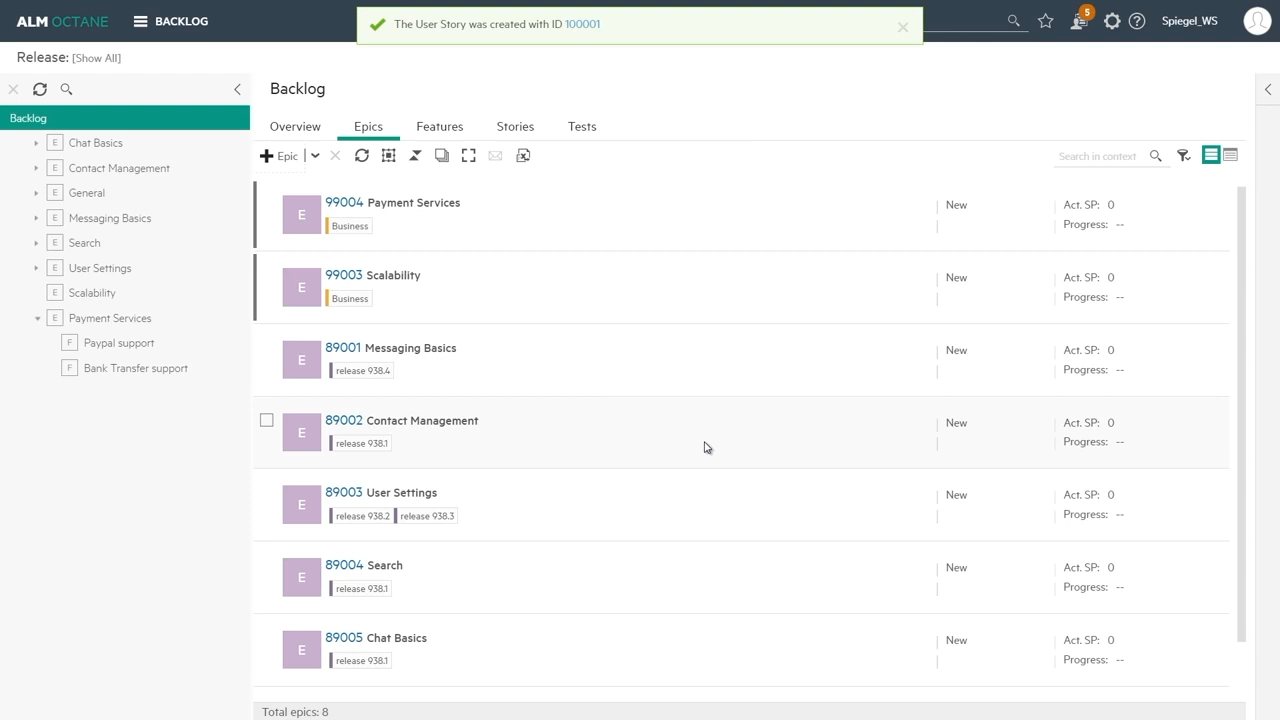 ALM OCTANE
BACKLOG
The User Story was created with ID 100001
5
Spiegel_WS
Release: [Show All]
Backlog
Chat Basics
Contact Management
General
Messaging Basics
Search
User Settings
Scalability
Payment Services
Paypal support
Bank Transfer support
E
E
E
E
E
E
E
E
F
F
Backlog
Overview
Epics
Features
Stories
Tests
Epic
Search in context
E
99004 Payment Services
Business
New
Act. SP: 0
Progress: --
E
99003 Scalability
Business
New
Act. SP: 0
Progress: --
E
89001 Messaging Basics
release 938.4
New
Act. SP: 0
Progress: --
E
89002 Contact Management
release 938.1
New
Act. SP: 0
Progress: --
E
89003 User Settings
release 938.2 release 938.3
New
Act. SP: 0
Progress: --
E
89004 Search
release 938.1
New
Act. SP: 0
Progress: --
E
89005 Chat Basics
release 938.1
New
Act. SP: 0
Progress: --
Total epics: 8